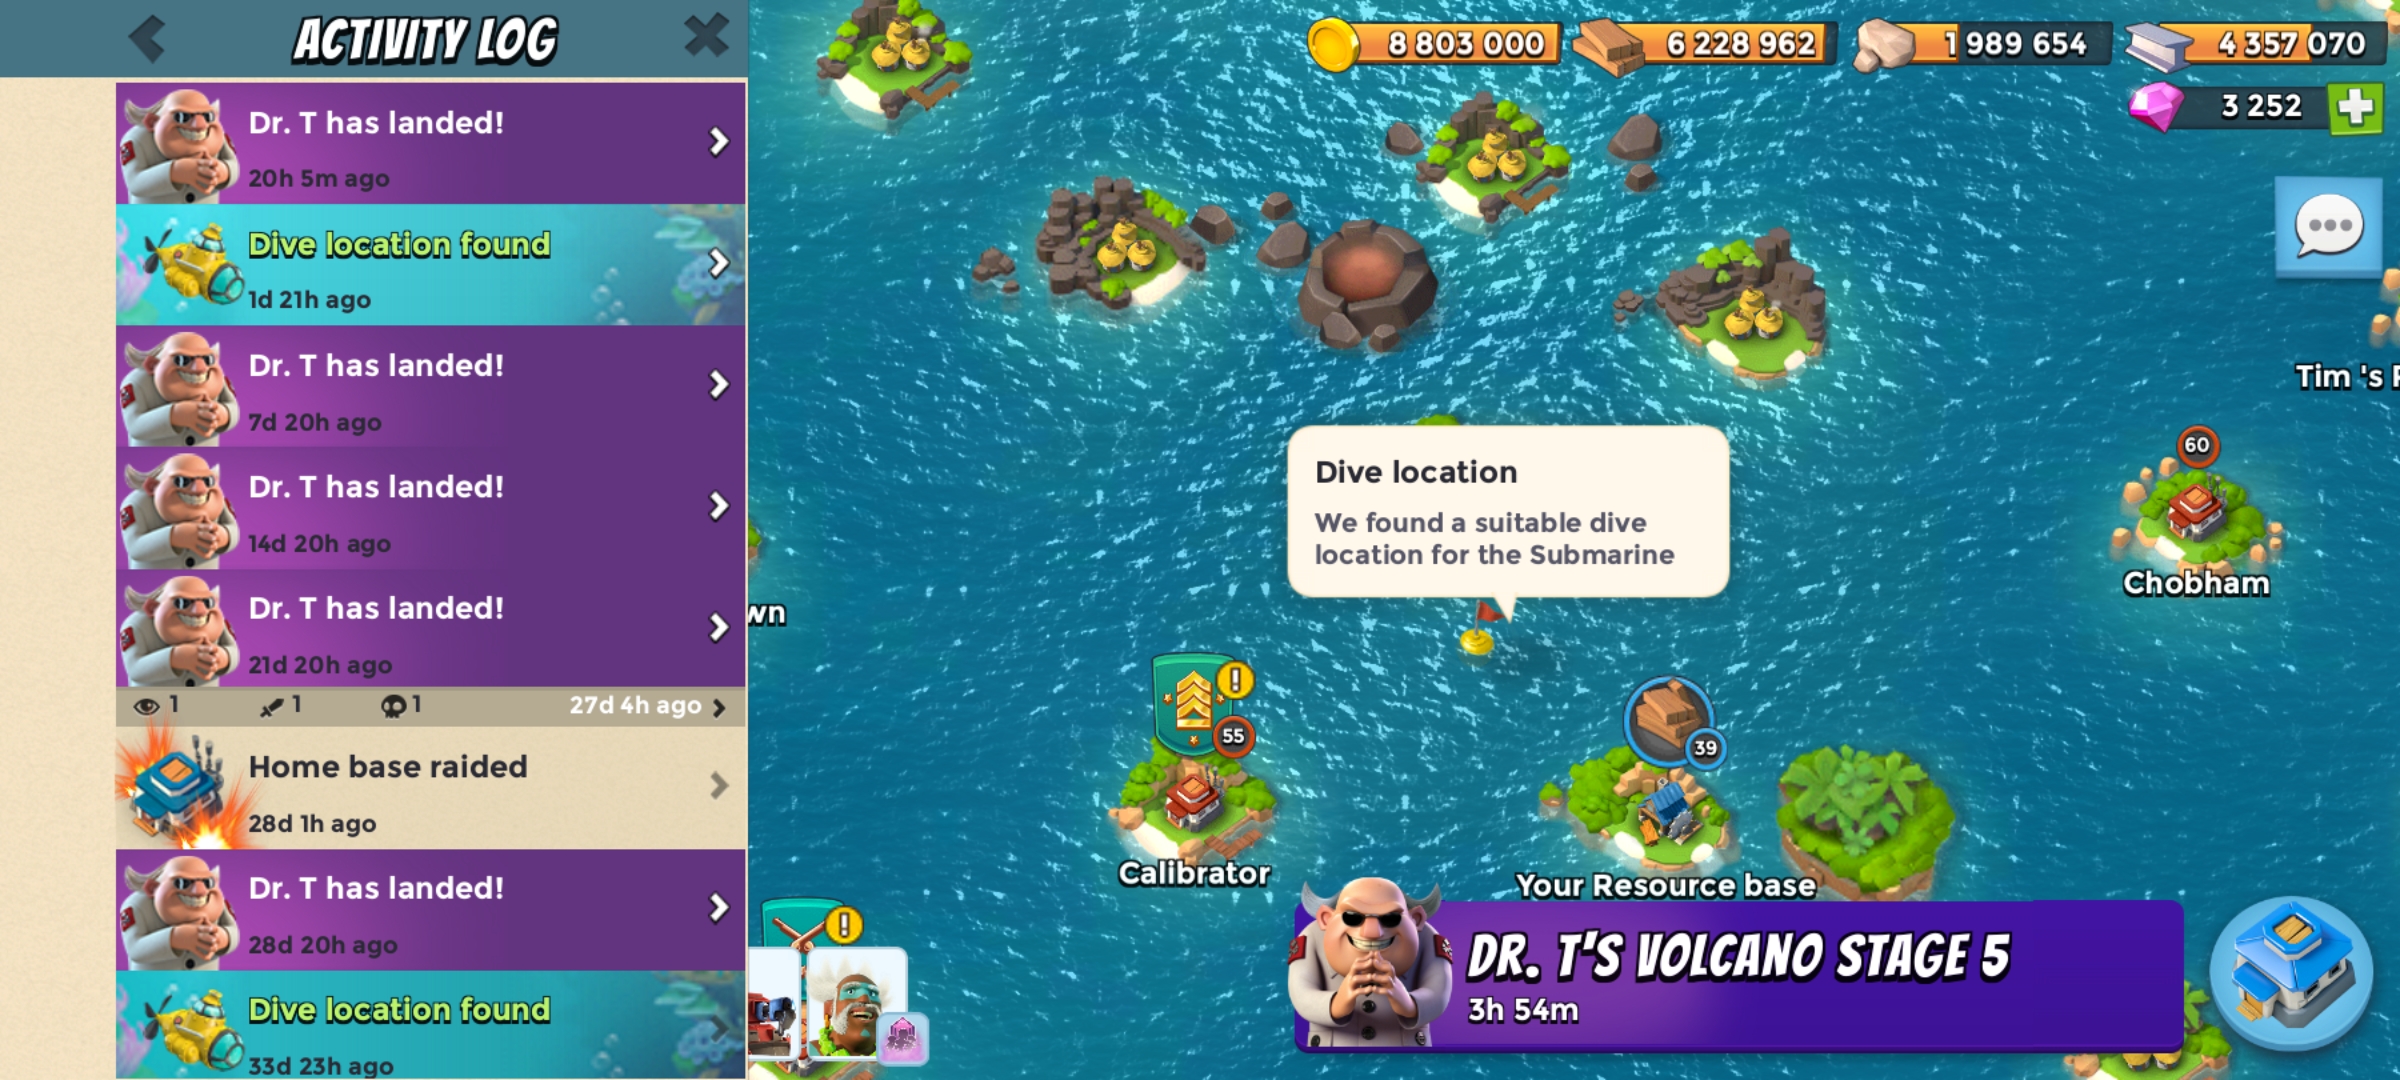 ACTIVITY LOG
Dr. T has landed!
20h 5m ago
Dive location found
1d 21h ago
Dr. T has landed!
7d 20h ago
Dr. T has landed!
14d 20h ago
Dr. T has landed!
21d 20h ago
1 1 1 27d 4h ago
Home base raided
28d 1h ago
Dr. T has landed!
28d 20h ago
Dive location found
33d 23h ago
8 803 000 6 228 962 1 989 654 4 357 070
3 252
Tim 's
60
Chobham
Dive location
We found a suitable dive
location for the Submarine
wn
55
Calibrator
39
Your Resource base
DR. T'S VOLCANO STAGE 5
3h 54m